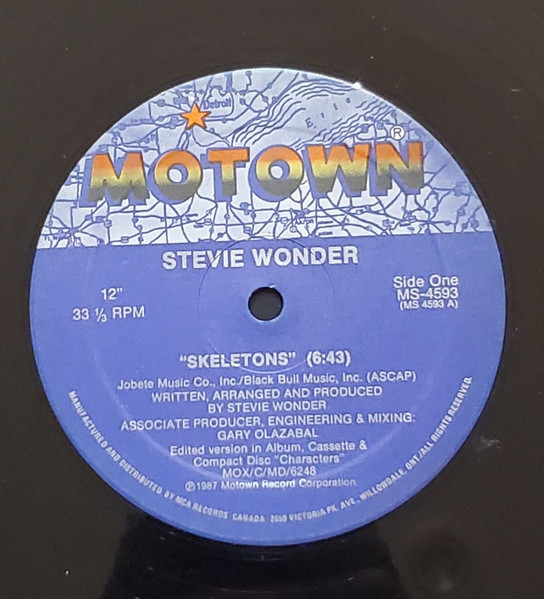 Detroit
Erie
MOTOWN®
STEVIE WONDER
12"
33 ⅓ RPM
Side One
MS-4593
(MS 4593 A)
"SKELETONS" (6:43)
Jobete Music Co., Inc./Black Bull Music, Inc. (ASCAP)
WRITTEN, ARRANGED AND PRODUCED
BY STEVIE WONDER
ASSOCIATE PRODUCER, ENGINEERING & MIXING:
GARY OLAZABAL
Edited version in Album, Cassette &
Compact Disc "Characters"
MOX/C/MD/6248
℗1987 Motown Record Corporation.
MANUFACTURED AND DISTRIBUTED BY MCA RECORDS CANADA 2450 VICTORIA PK. AVE., WILLOWDALE, ONT./ALL RIGHTS RESERVED.